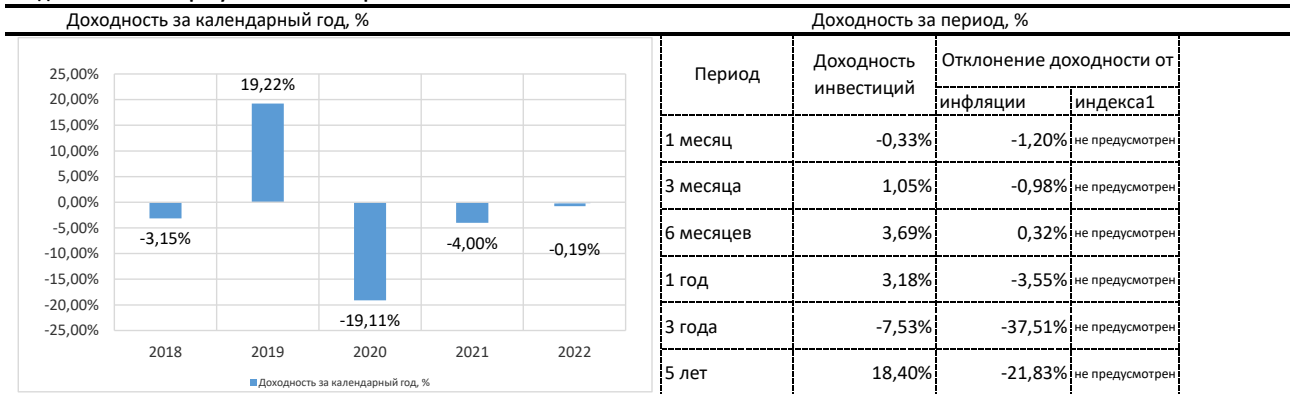 Доходность за календарный год, %
Доходность за период, %
25,00%
20,00%
15,00%
10,00%
5,00%
0,00%
-5,00%
-10,00%
-15,00%
-20,00%
-25,00%
-3,15%
19,22%
-19,11%
-4,00%
-0,19%
2018 2019 2020 2021 2022
Доходность за календарный год, %
Период Доходность инвестиций Отклонение доходности от
инфляции индекса1
1 месяц -0,33% -1,20% не предусмотрен
3 месяца 1,05% -0,98% не предусмотрен
6 месяцев 3,69% 0,32% не предусмотрен
1 год 3,18% -3,55% не предусмотрен
3 года -7,53% -37,51% не предусмотрен
5 лет 18,40% -21,83% не предусмотрен